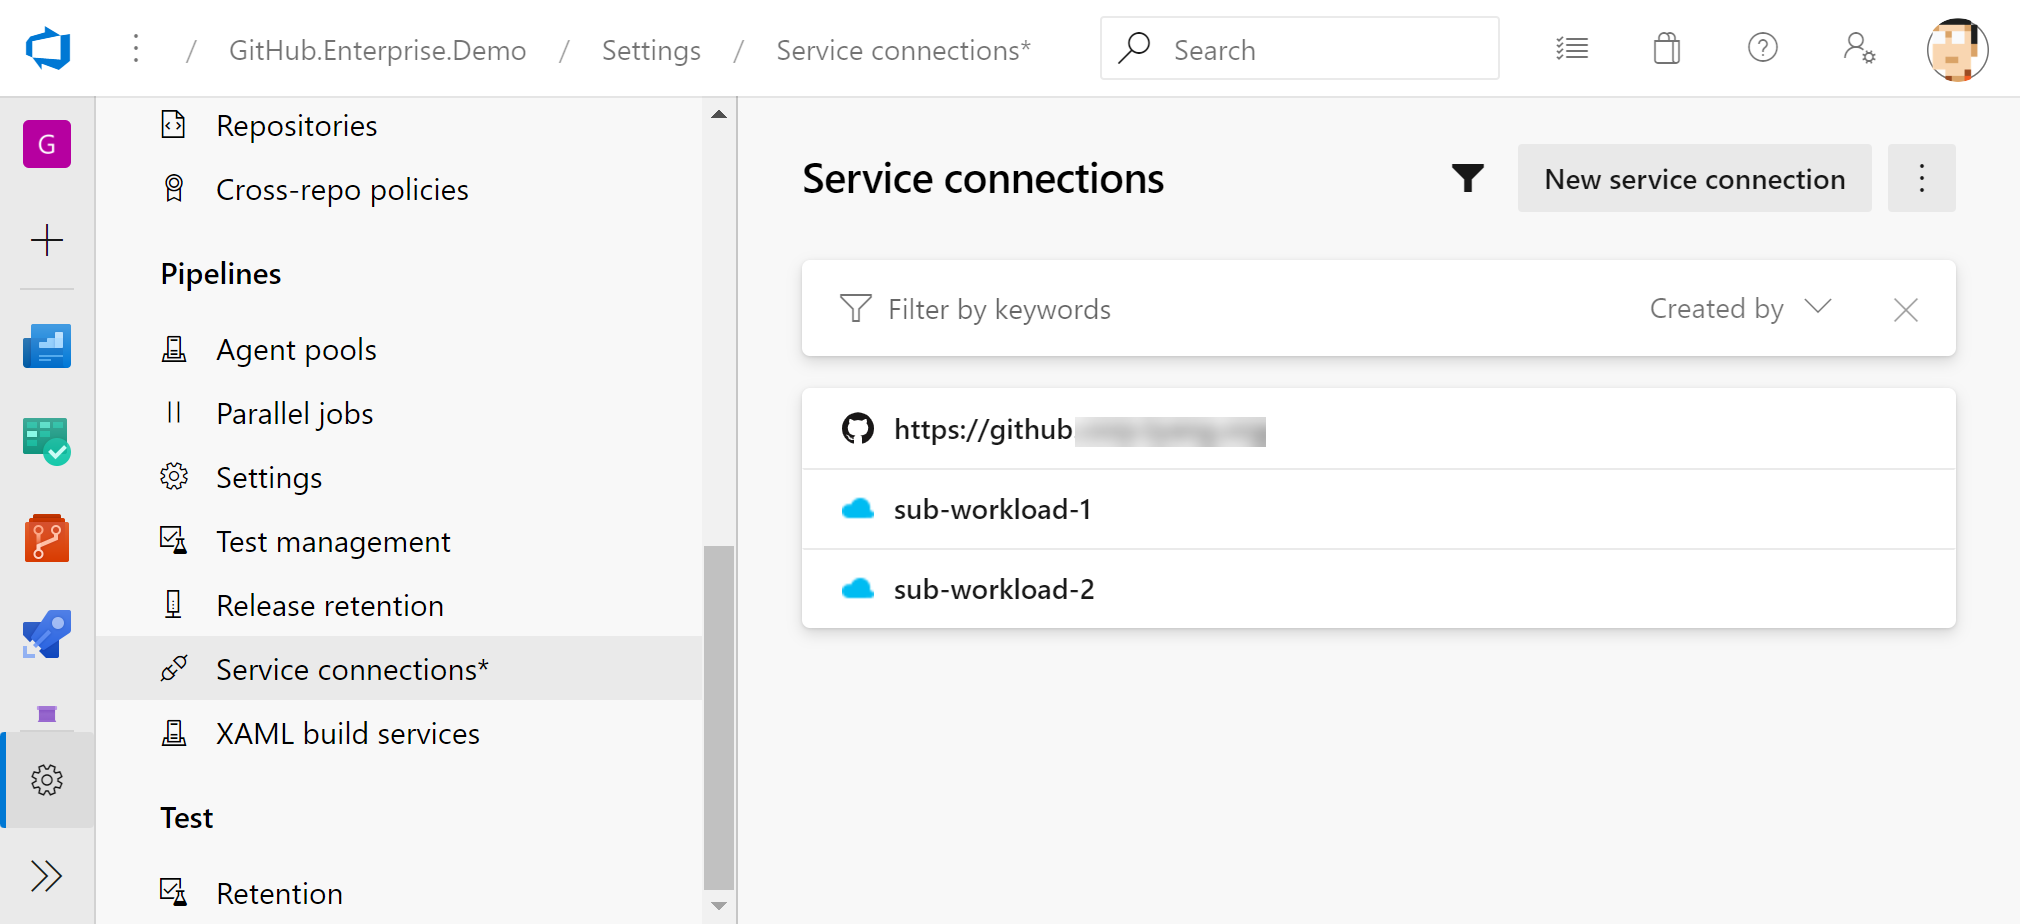 / GitHub.Enterprise.Demo / Settings / Service connections*
Search
G
Repositories
Cross-repo policies
Pipelines
Agent pools
Parallel jobs
Settings
Test management
Release retention
Service connections*
XAML build services
Test
Retention
Service connections
New service connection
Filter by keywords
Created by
https://github
sub-workload-1
sub-workload-2